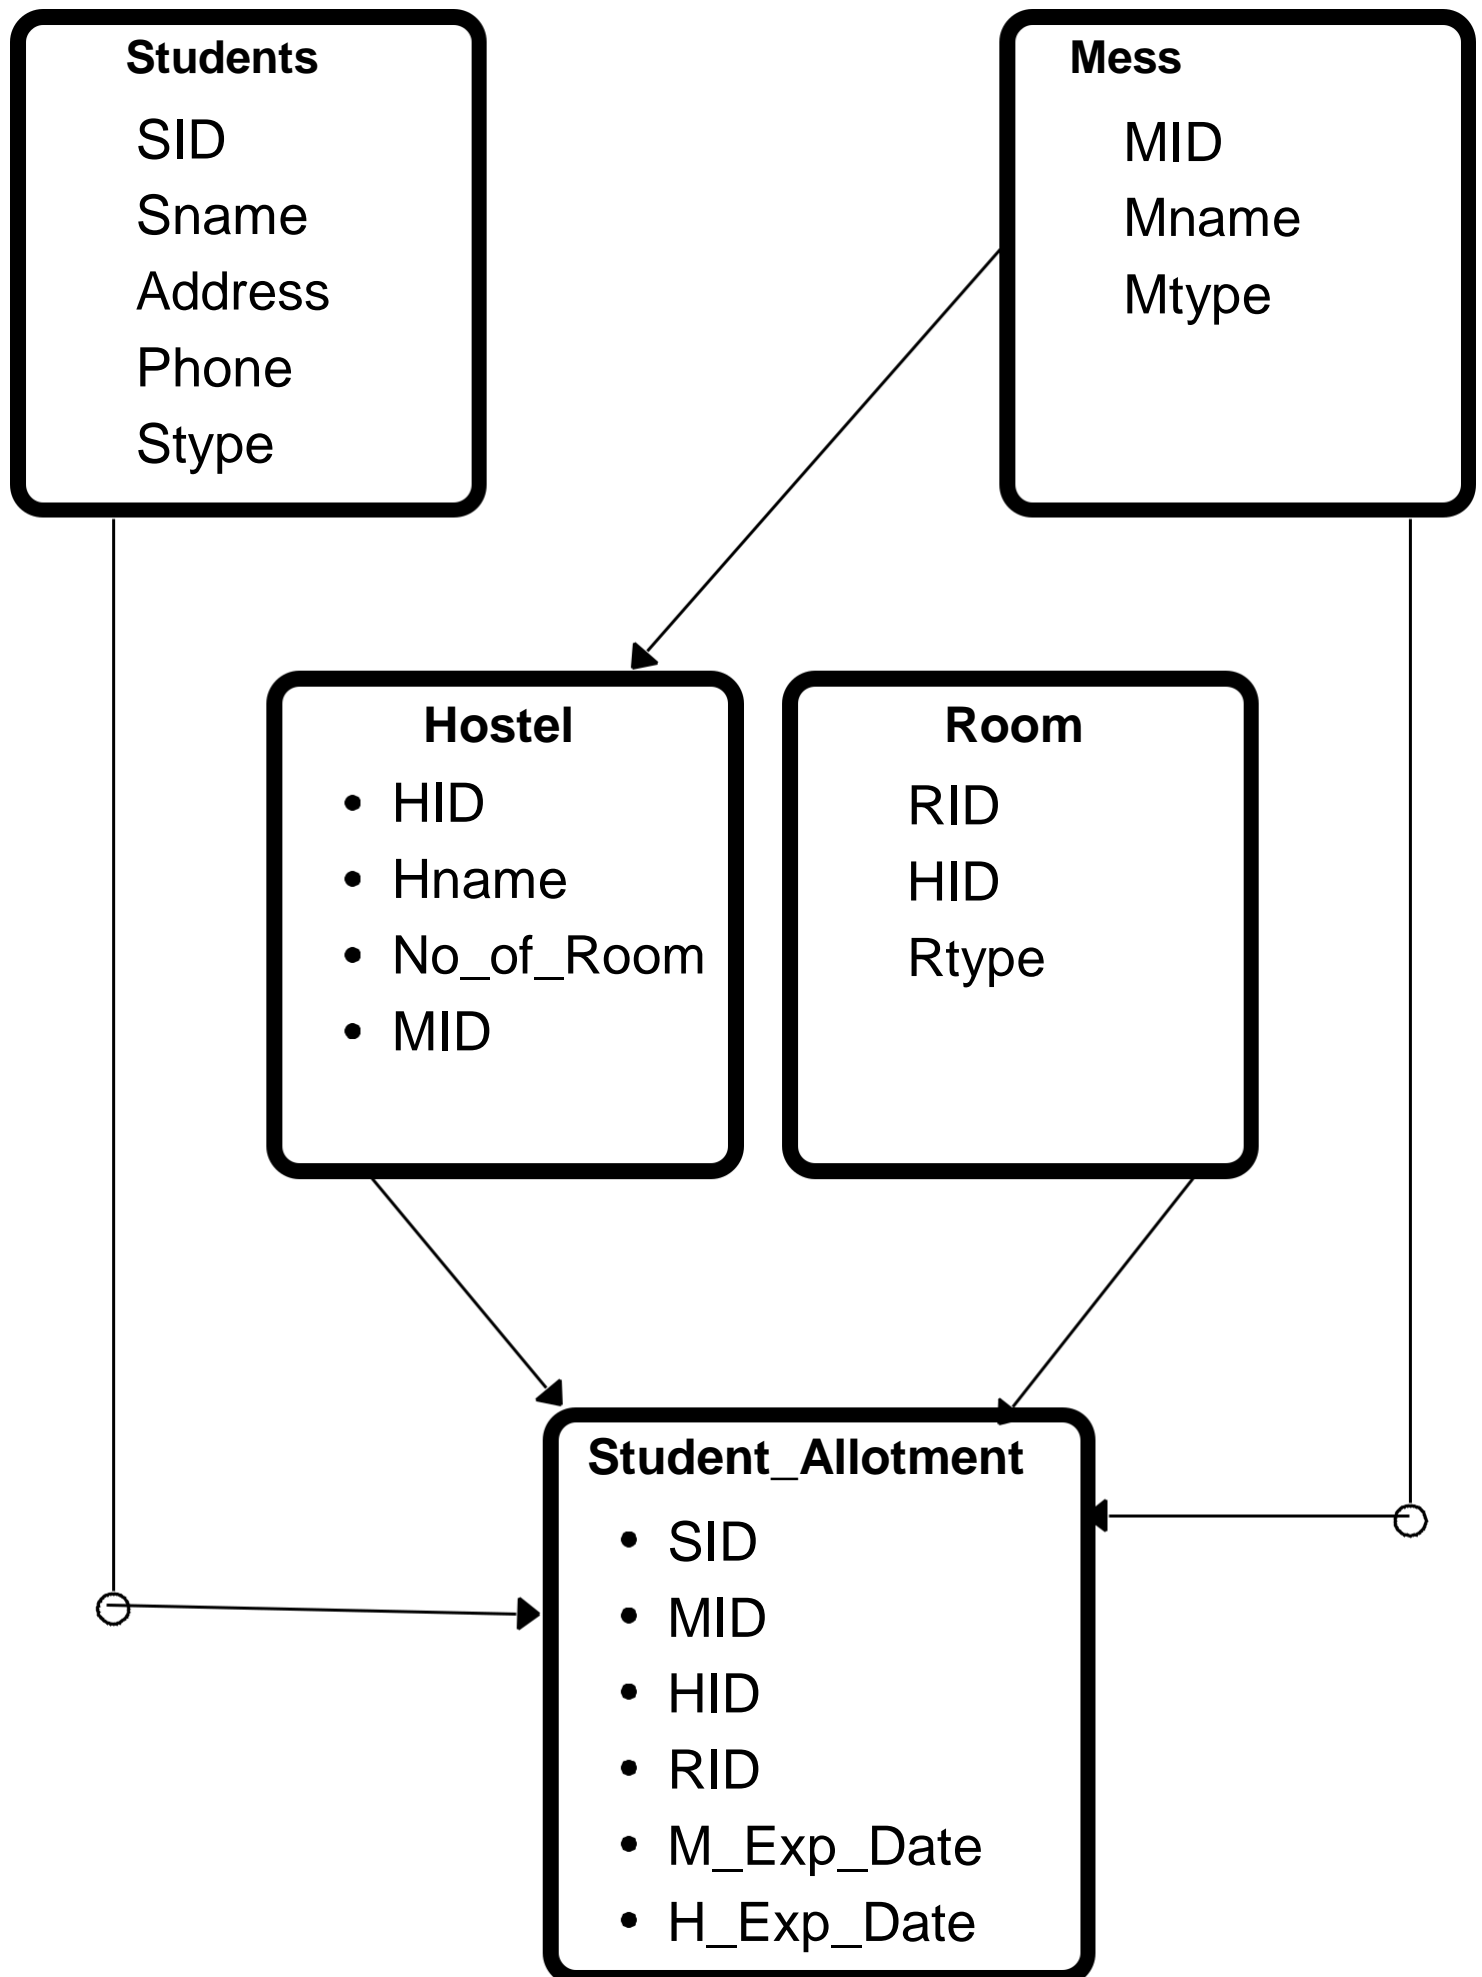 Students
SID
Sname
Address
Phone
Stype
Mess
MID
Mname
Mtype
Hostel
• HID
• Hname
• No_of_Room
• MID
Room
RID
HID
Rtype
Student_Allotment
• SID
• MID
• HID
• RID
• M_Exp_Date
• H_Exp_Date